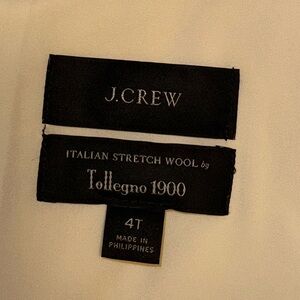 J.CREW
ITALIAN STRETCH WOOL by
Tollegno 1900
4T
MADE IN
PHILIPPINES